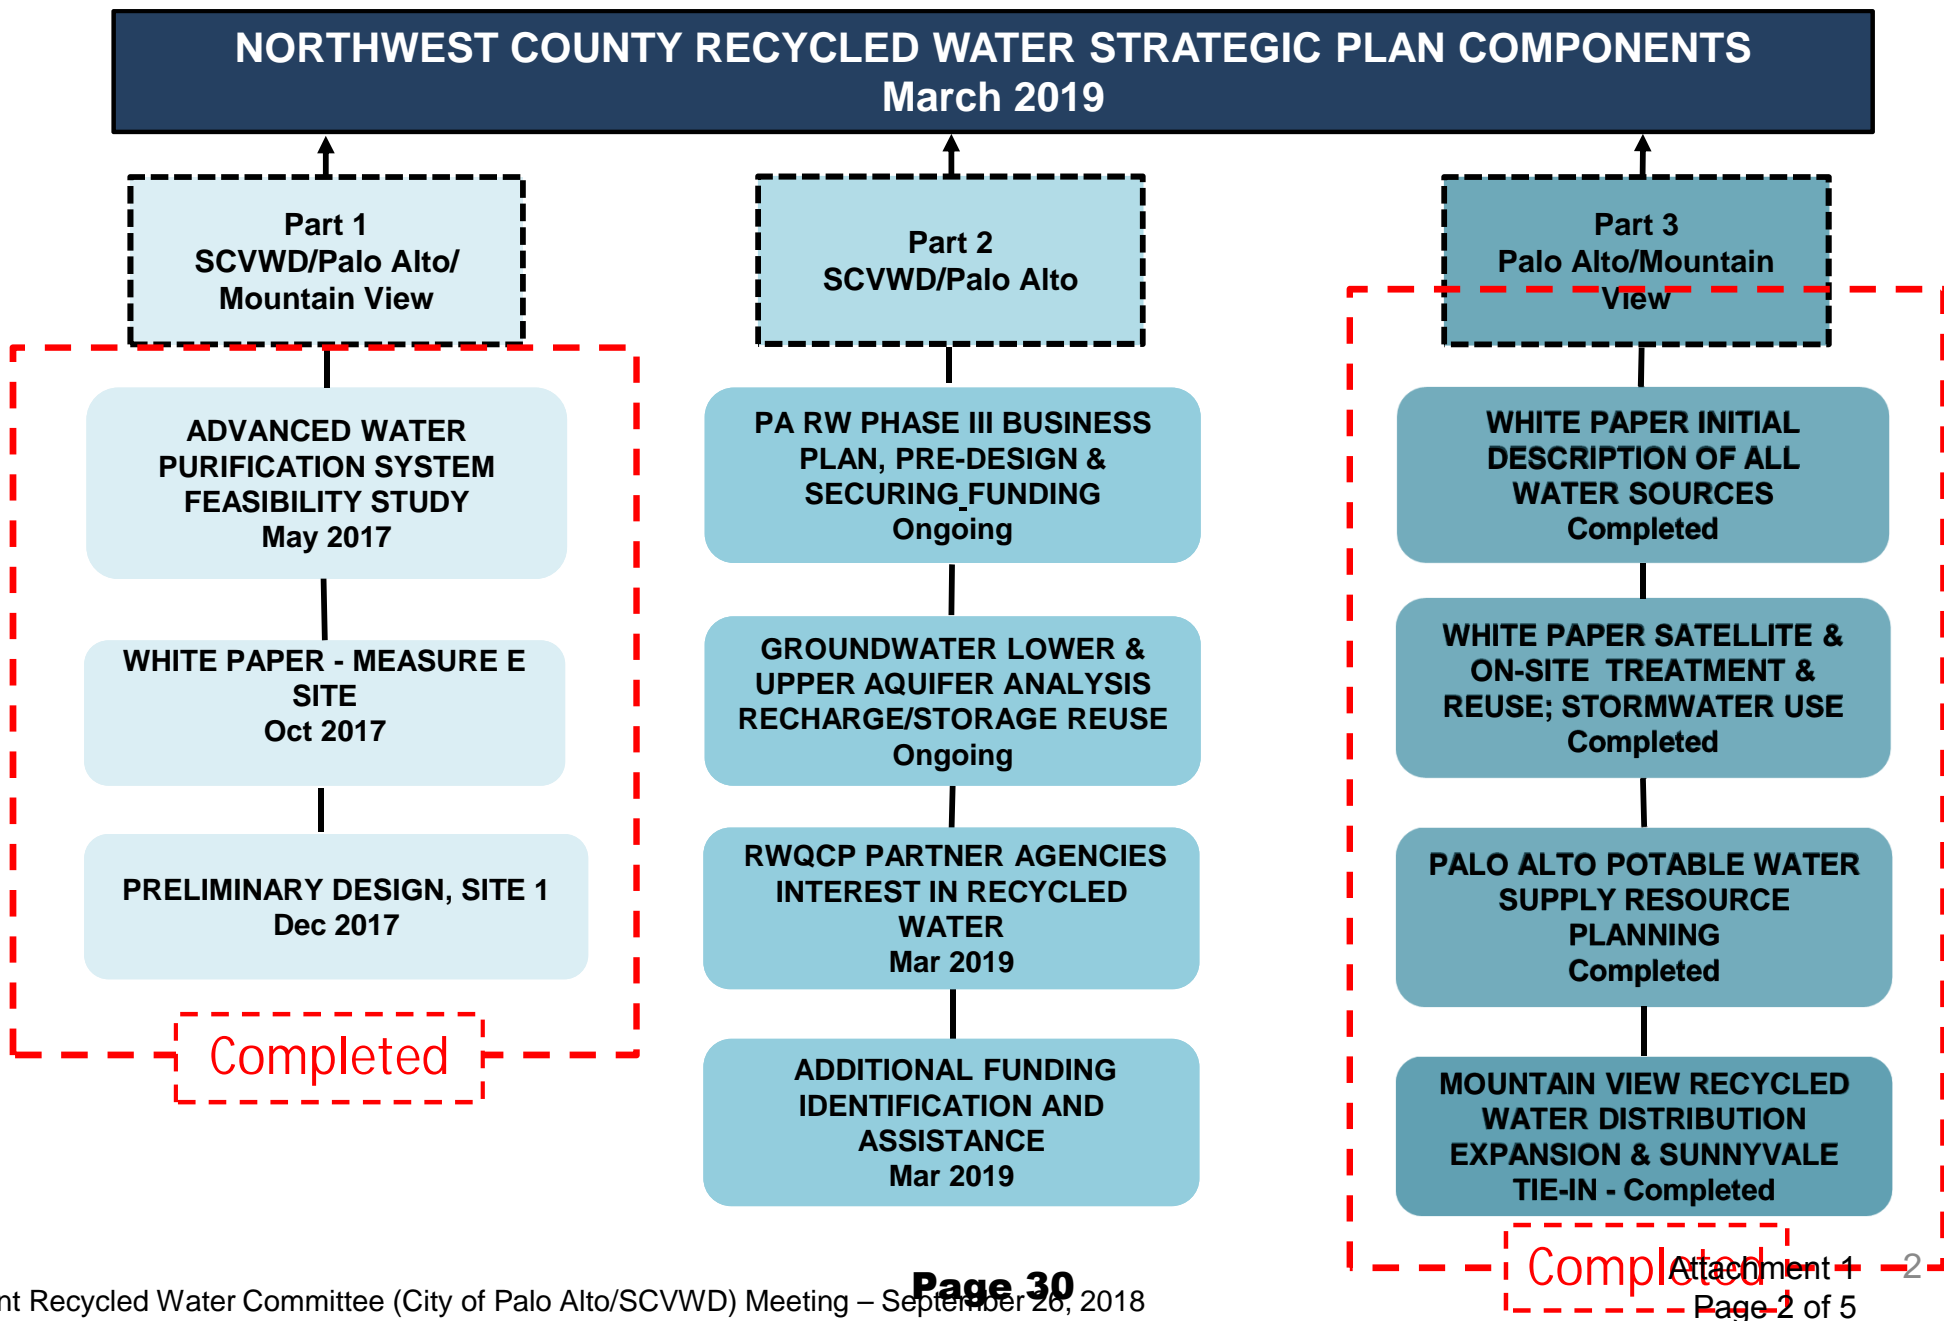 NORTHWEST COUNTY RECYCLED WATER STRATEGIC PLAN COMPONENTS
March 2019
Part 1
SCVWD/Palo Alto/
Mountain View
ADVANCED WATER
PURIFICATION SYSTEM
FEASIBILITY STUDY
May 2017
WHITE PAPER - MEASURE E
SITE
Oct 2017
PRELIMINARY DESIGN, SITE 1
Dec 2017
Completed
Part 2
SCVWD/Palo Alto
PA RW PHASE III BUSINESS
PLAN, PRE-DESIGN &
SECURING FUNDING
Ongoing
GROUNDWATER LOWER &
UPPER AQUIFER ANALYSIS
RECHARGE/STORAGE REUSE
Ongoing
RWQCP PARTNER AGENCIES
INTEREST IN RECYCLED
WATER
Mar 2019
ADDITIONAL FUNDING
IDENTIFICATION AND
ASSISTANCE
Mar 2019
Part 3
Palo Alto/Mountain
View
WHITE PAPER INITIAL
DESCRIPTION OF ALL
WATER SOURCES
Completed
WHITE PAPER SATELLITE &
ON-SITE TREATMENT &
REUSE; STORMWATER USE
Completed
PALO ALTO POTABLE WATER
SUPPLY RESOURCE
PLANNING
Completed
MOUNTAIN VIEW RECYCLED
WATER DISTRIBUTION
EXPANSION & SUNNYVALE
TIE-IN - Completed
Completed
2
Page 30
nt Recycled Water Committee (City of Palo Alto/SCVWD) Meeting – September 26, 2018
Attachment 1
Page 2 of 5